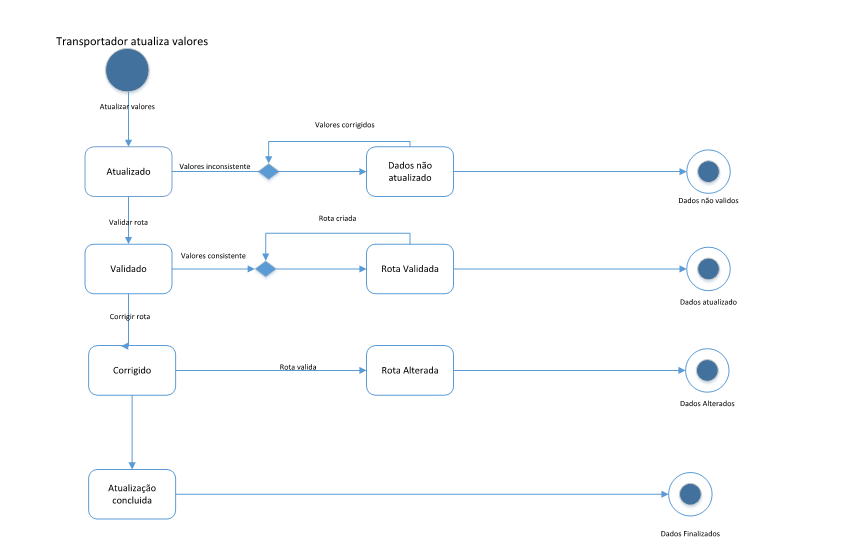 Transportador atualiza valores
Atualizar valores
Valores corrigidos
Atualizado
Valores inconsistente
Dados não
atualizado
Dados não validos
Validar rota
Rota criada
Validado
Valores consistente
Rota Validada
Dados atualizado
Corrigir rota
Corrigido
Rota valida
Rota Alterada
Dados Alterados
Atualização
concluida
Dados Finalizados